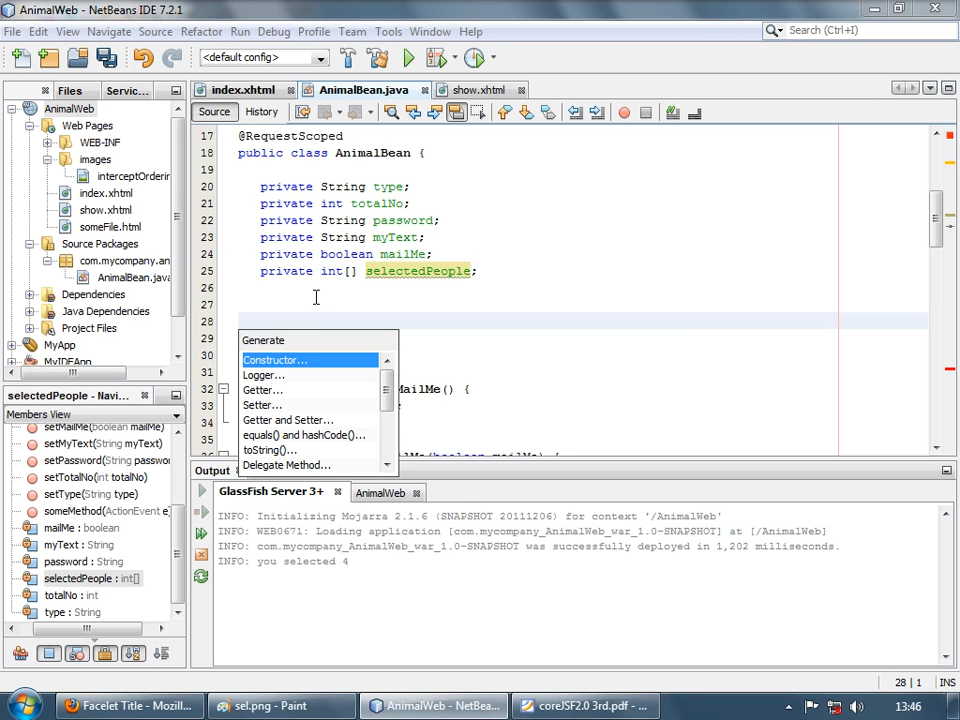 AnimalWeb - NetBeans IDE 7.2.1
File Edit View Navigate Source Refactor Run Debug Profile Team Tools Window Help
Search (Ctrl+I)
<default config>
Files Servic...
index.xhtml AnimalBean.java show.xhtml
Source History
AnimalWeb
Web Pages
WEB-INF
images
interceptOrderin
index.xhtml
show.xhtml
someFile.html
Source Packages
com.mycompany.an
AnimalBean.java
Dependencies
Java Dependencies
Project Files
MyApp
MyIDEApp
17 @RequestScoped
18 public class AnimalBean {
19
20 private String type;
21 private int totalNo;
22 private String password;
23 private String myText;
24 private boolean mailMe;
25 private int[] selectedPeople;
26
27
28
29
30
31
32 MailMe() {
33 ;
34
35
Generate
Constructor...
Logger...
Getter...
Setter...
Getter and Setter...
equals() and hashCode()...
toString()...
Delegate Method...
selectedPeople - Navi...
Members View
setMailMe(boolean mailMe)
setMyText(String myText)
setPassword(String passwor
setTotalNo(int totalNo)
setType(String type)
someMethod(ActionEvent e)
mailMe : boolean
myText : String
password : String
selectedPeople : int[]
totalNo : int
type : String
Output
GlassFish Server 3+ AnimalWeb
INFO: Initializing Mojarra 2.1.6 (SNAPSHOT 20111206) for context '/AnimalWeb'
INFO: WEB0671: Loading application [com.mycompany_AnimalWeb_war_1.0-SNAPSHOT] at [/AnimalWeb]
INFO: com.mycompany_AnimalWeb_war_1.0-SNAPSHOT was successfully deployed in 1,202 milliseconds.
INFO: you selected 4
28 | 1 INS
Facelet Title - Mozill... sel.png - Paint AnimalWeb - NetBea... coreJSF2.0 3rd.pdf - ... 13:46